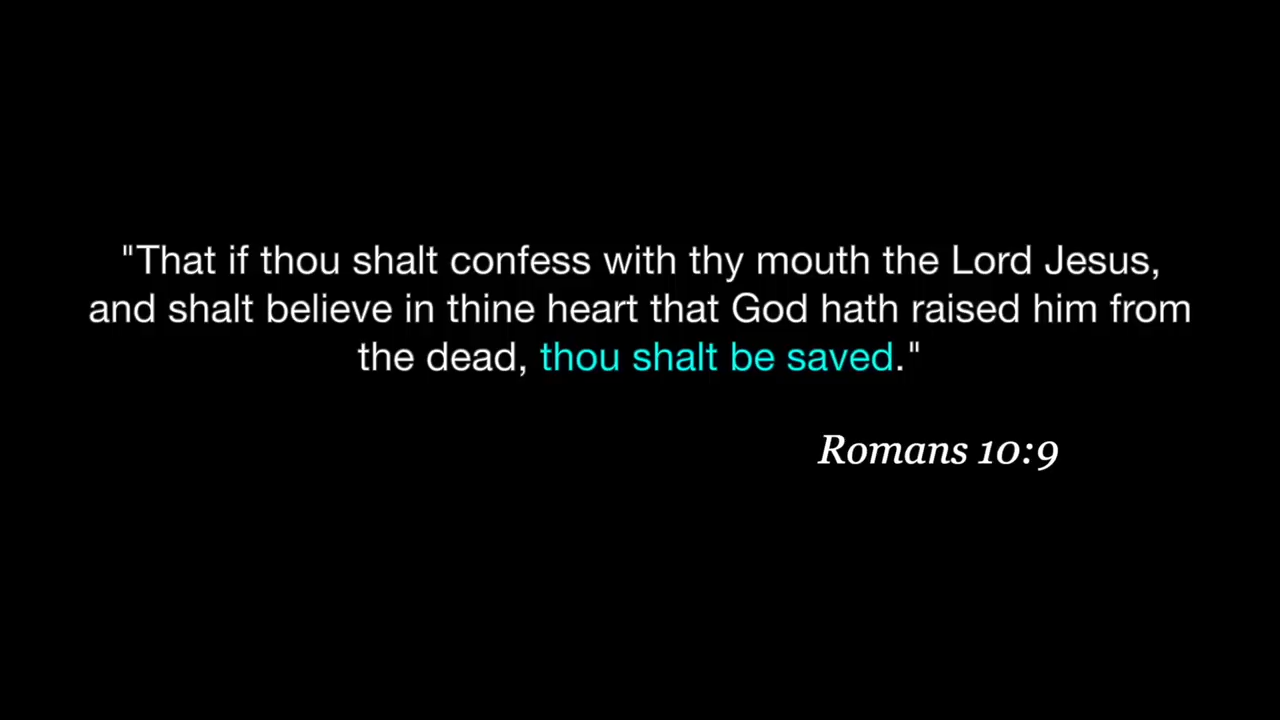 "That if thou shalt confess with thy mouth the Lord Jesus,
and shalt believe in thine heart that God hath raised him from
the dead, thou shalt be saved."
Romans 10:9